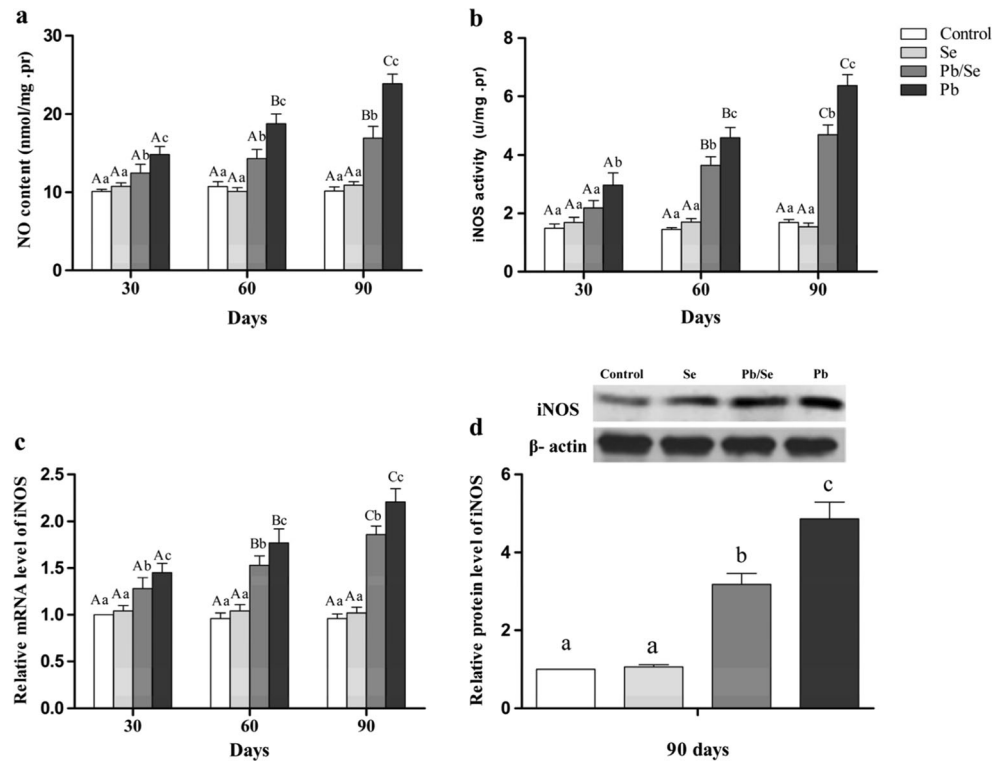 a
NO content (nmol/mg .pr)
40
30
20
10
0
Aa Aa Ab Ac
Aa Aa Ab Bc
Aa Aa Bb Cc
30 60 90
Days
b
iNOS activity (u/mg .pr)
8
6
4
2
0
Aa Aa Aa Ab
Aa Aa Bb Bc
Aa Aa Cb Cc
30 60 90
Days
Control
Se
Pb/Se
Pb
c
Relative mRNA level of iNOS
2.5
2.0
1.5
1.0
0.5
0.0
Aa Aa Ab Ac
Aa Aa Bb Bc
Aa Aa Cb Cc
30 60 90
Days
d
Control Se Pb/Se Pb
iNOS
β- actin
Relative protein level of iNOS
6
4
2
0
a a b c
90 days